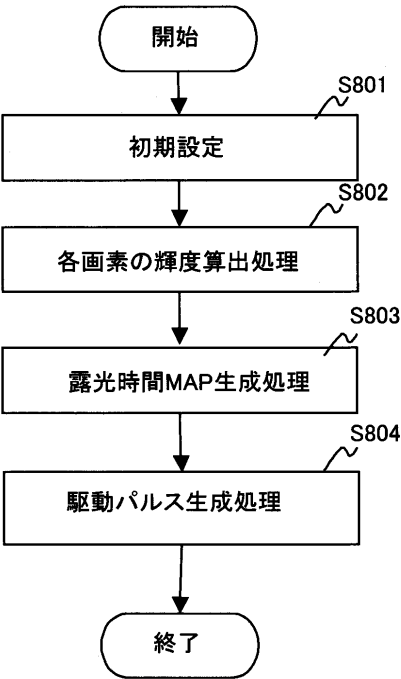 開始
S801
初期設定
S802
各画素の輝度算出処理
S803
露光時間MAP生成処理
S804
駆動パルス生成処理
終了